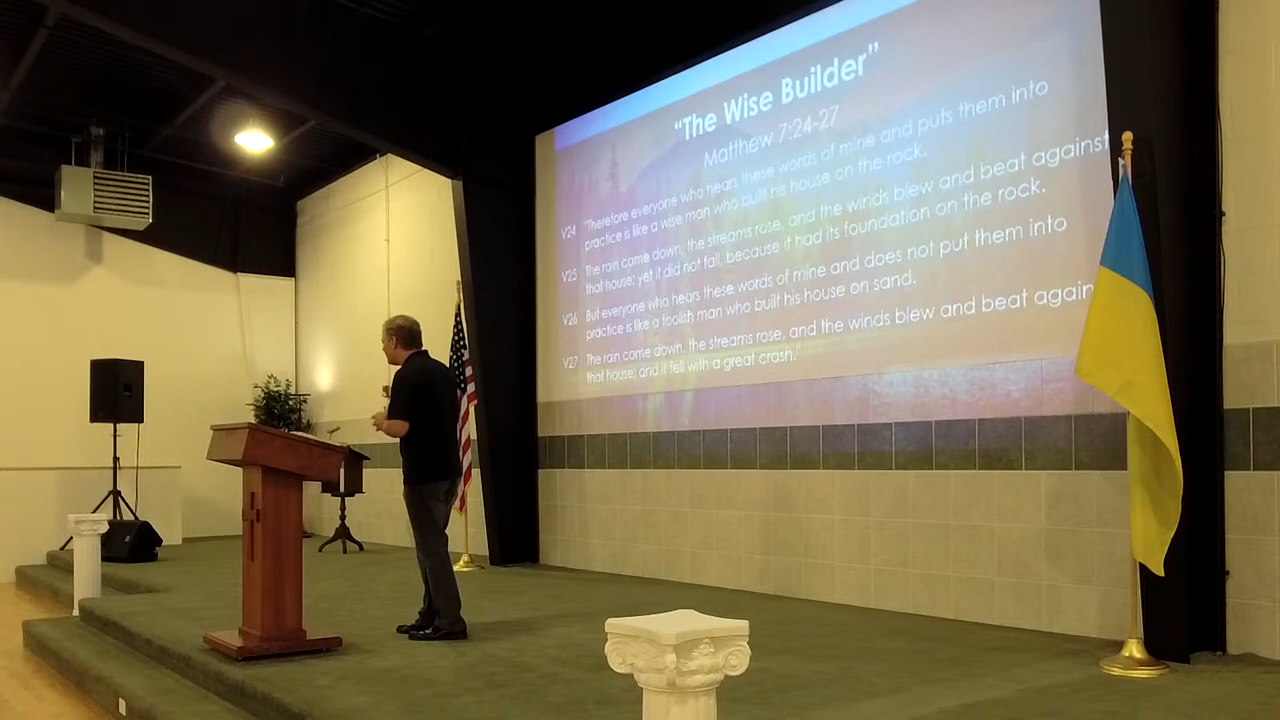 “The Wise Builder”
Matthew 7:24-27
V24 “Therefore everyone who hears these words of mine and puts them into
practice is like a wise man who built his house on the rock.
V25 The rain came down, the streams rose, and the winds blew and beat against
that house; yet it did not fall, because it had its foundation on the rock.
V26 But everyone who hears these words of mine and does not put them into
practice is like a foolish man who built his house on sand.
V27 The rain came down, the streams rose, and the winds blew and beat again
that house, and it fell with a great crash.”